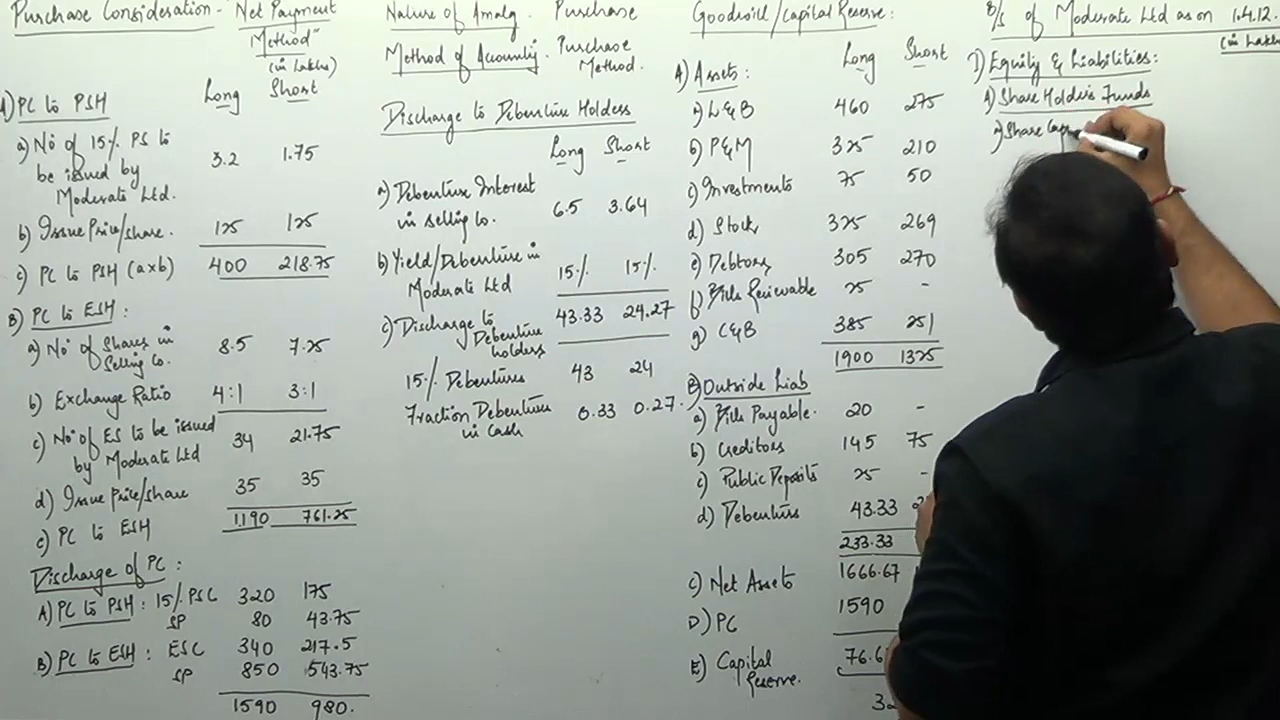 Purchase Consideration - "Net Payment Method"
(in Lakhs)
Long Short
A) PC to PSH
a) No of 15% PS to be issued by Moderate Ltd. 3.2 1.75
b) Issue Price/share. 125 125
c) PC to PSH (a×b) 400 218.75
B) PC to ESH :
a) No of Shares in Selling Co. 8.5 7.25
b) Exchange Ratio 4:1 3:1
c) No of ES to be issued by Moderate Ltd 34 21.75
d) Issue Price/share 35 35
e) PC to ESH 1190 761.25
Discharge of PC :
A) PC to PSH : 15% PSC 320 175
SP 80 43.75
B) PC to ESH : ESC 340 217.5
SP 850 543.75
1590 980.
Nature of Amalg. Purchase
Method of Accounting. Purchase Method.
Discharge to Debenture Holders
Long Short
a) Debenture Interest in Selling Co. 6.5 3.64
b) Yield/Debenture in Moderate Ltd 15% 15%
c) Discharge to Debenture holders 43.33 24.27
15% Debentures 43 24
Fraction Debenture in Cash 0.33 0.27.
Goodwill/Capital Reserve :
Long Short
A) Assets :
a) L&B 460 275
b) P&M 325 210
c) Investments 75 50
d) Stock 325 269
e) Debtors 305 270
f) Bills Receivable 25 -
g) C&B 385 251
1900 1325
B) Outside Liab
a) Bills Payable. 20 -
b) Creditors 145 75
c) Public Deposits 25 -
d) Debentures 43.33
233.33
C) Net Assets 1666.67
D) PC 1590
E) Capital Reserve. 76.6
B/S of Moderate Ltd as on 1.4.12.
(in Lakhs
I) Equity & Liabilities :
A) Share Holders Funds
a) Share Cap